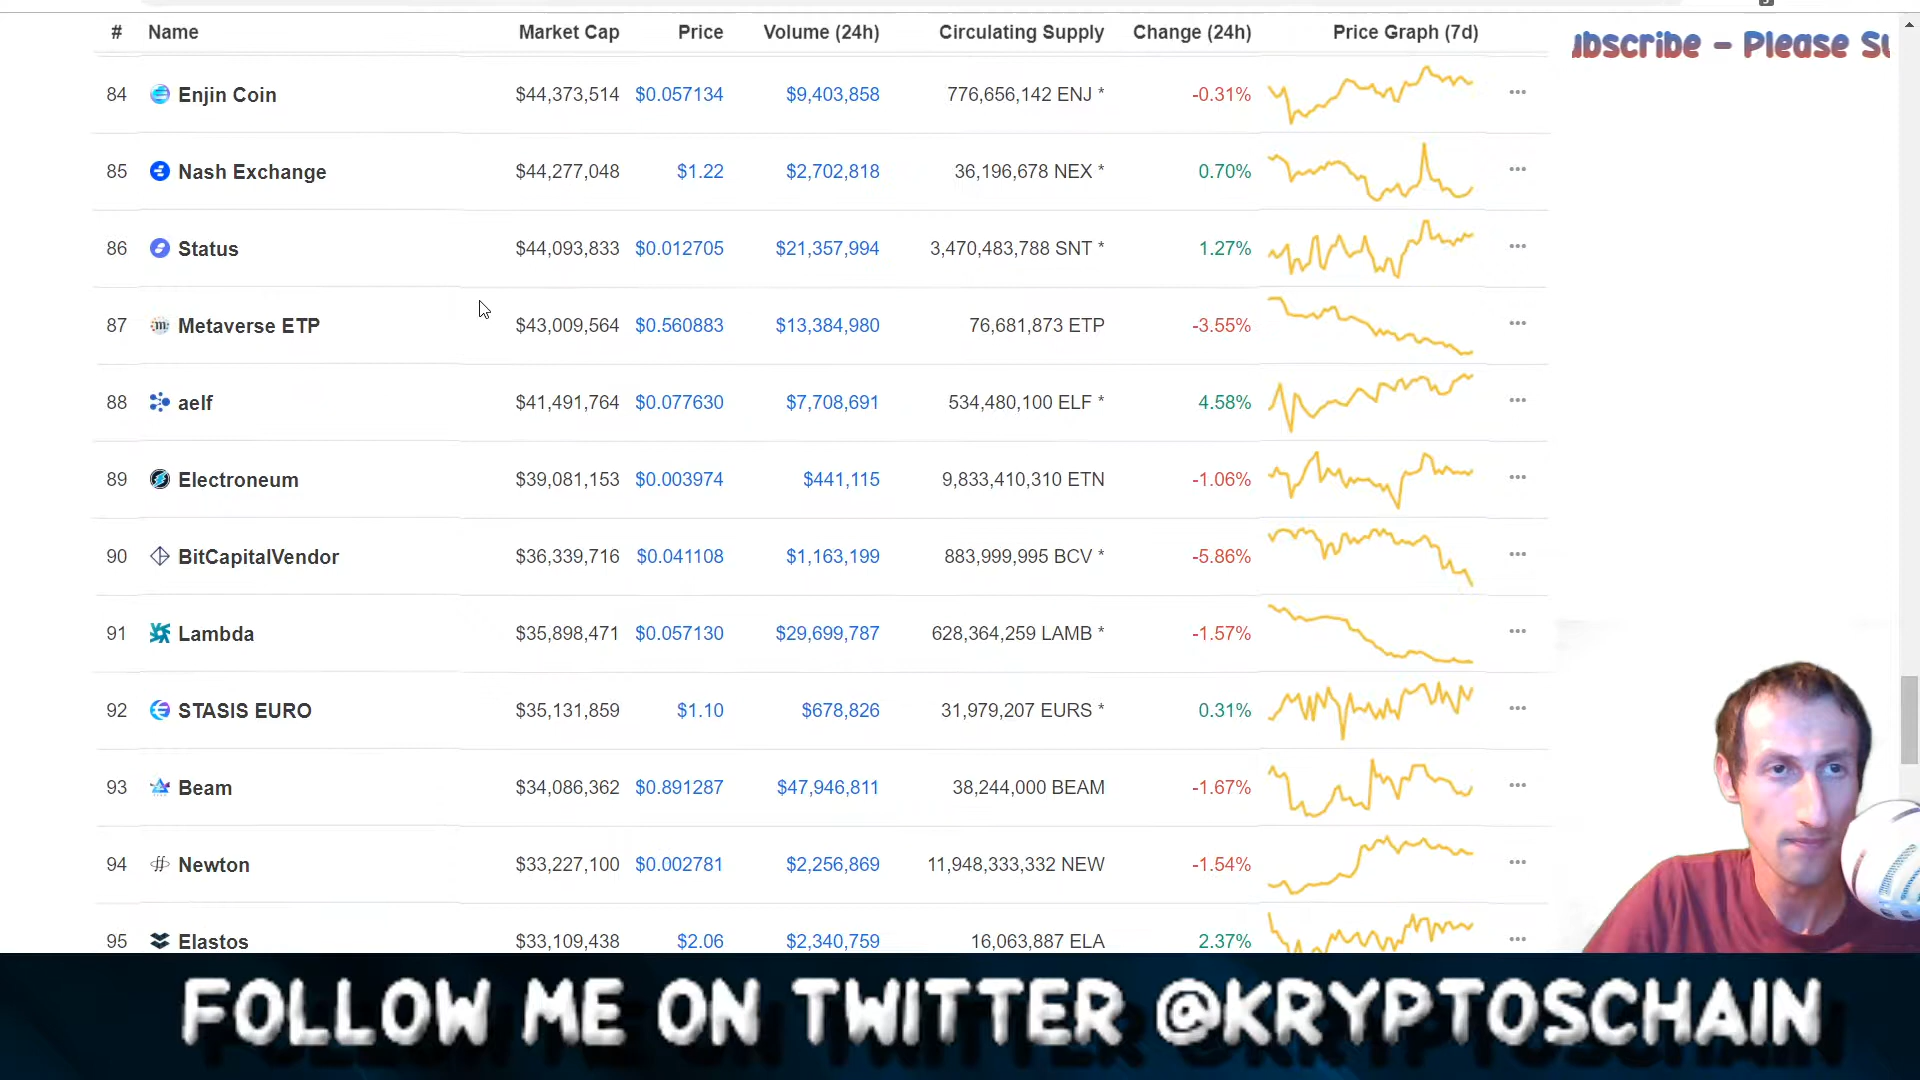 # Name Market Cap Price Volume (24h) Circulating Supply Change (24h) Price Graph (7d)
ubscribe - Please Su
84 Enjin Coin $44,373,514 $0.057134 $9,403,858 776,656,142 ENJ * -0.31%
85 Nash Exchange $44,277,048 $1.22 $2,702,818 36,196,678 NEX * 0.70%
86 Status $44,093,833 $0.012705 $21,357,994 3,470,483,788 SNT * 1.27%
87 Metaverse ETP $43,009,564 $0.560883 $13,384,980 76,681,873 ETP -3.55%
88 aelf $41,491,764 $0.077630 $7,708,691 534,480,100 ELF * 4.58%
89 Electroneum $39,081,153 $0.003974 $441,115 9,833,410,310 ETN -1.06%
90 BitCapitalVendor $36,339,716 $0.041108 $1,163,199 883,999,995 BCV * -5.86%
91 Lambda $35,898,471 $0.057130 $29,699,787 628,364,259 LAMB * -1.57%
92 STASIS EURO $35,131,859 $1.10 $678,826 31,979,207 EURS * 0.31%
93 Beam $34,086,362 $0.891287 $47,946,811 38,244,000 BEAM -1.67%
94 Newton $33,227,100 $0.002781 $2,256,869 11,948,333,332 NEW -1.54%
95 Elastos $33,109,438 $2.06 $2,340,759 16,063,887 ELA 2.37%
FOLLOW ME ON TWITTER @KRYPTOSCHAIN